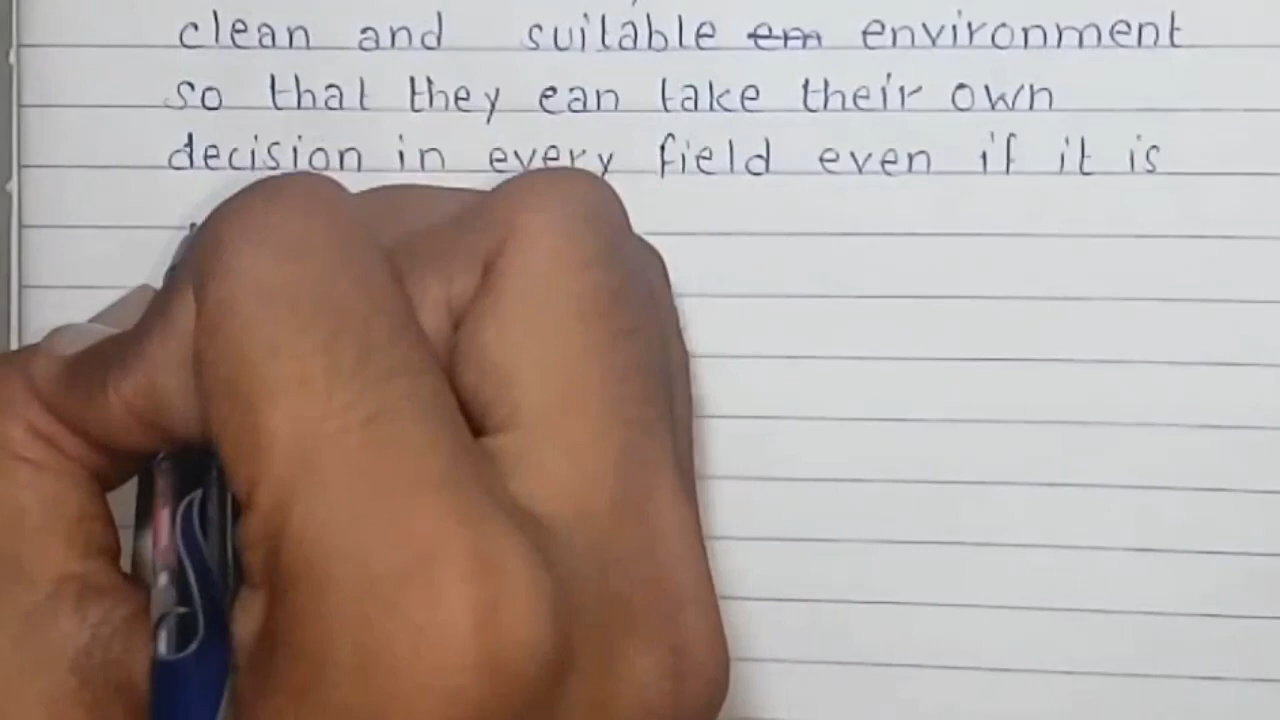 clean and suitable em environment
so that they can take their own
decision in every field even if it is